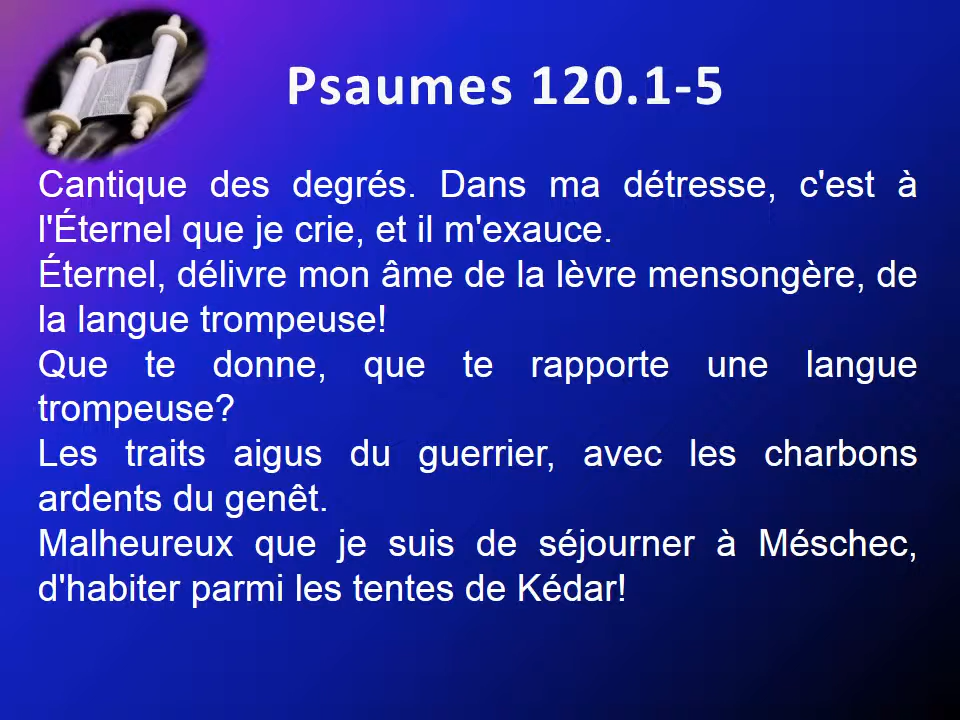 Psaumes 120.1-5
Cantique des degrés. Dans ma détresse, c'est à
l'Éternel que je crie, et il m'exauce.
Éternel, délivre mon âme de la lèvre mensongère, de
la langue trompeuse!
Que te donne, que te rapporte une langue
trompeuse?
Les traits aigus du guerrier, avec les charbons
ardents du genêt.
Malheureux que je suis de séjourner à Méschec,
d'habiter parmi les tentes de Kédar!